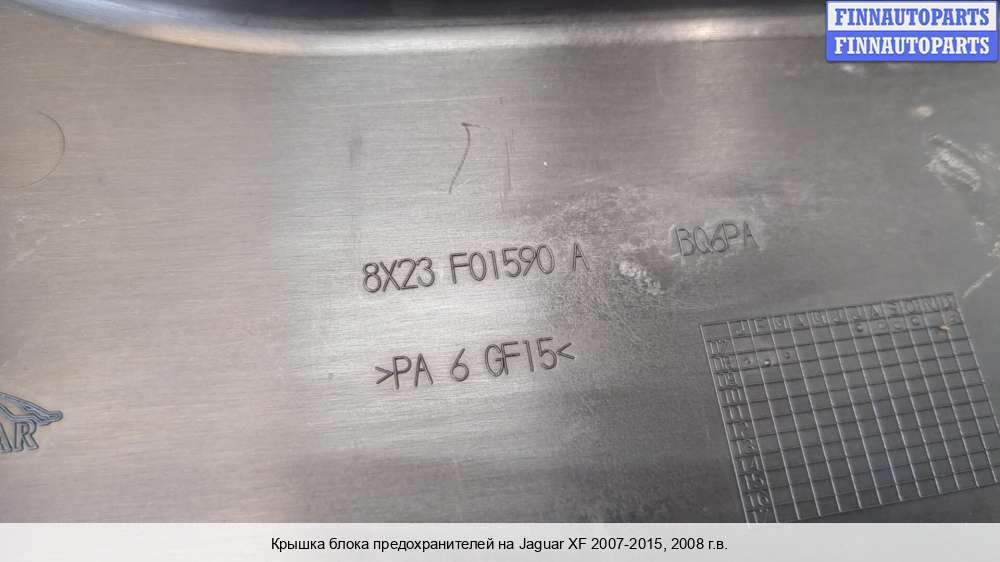 FINNAUTOPARTS
FINNAUTOPARTS
BQ6PA
8X23 F01590 A
>PA 6 GF15<
Крышка блока предохранителей на Jaguar XF 2007-2015, 2008 г.в.